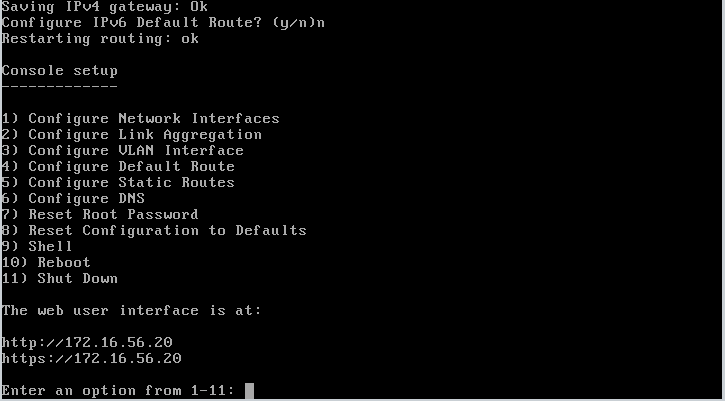 Saving IPv4 gateway: Ok
Configure IPv6 Default Route? (y/n)n
Restarting routing: ok
Console setup
-------------
1) Configure Network Interfaces
2) Configure Link Aggregation
3) Configure VLAN Interface
4) Configure Default Route
5) Configure Static Routes
6) Configure DNS
7) Reset Root Password
8) Reset Configuration to Defaults
9) Shell
10) Reboot
11) Shut Down
The web user interface is at:
http://172.16.56.20
https://172.16.56.20
Enter an option from 1-11: